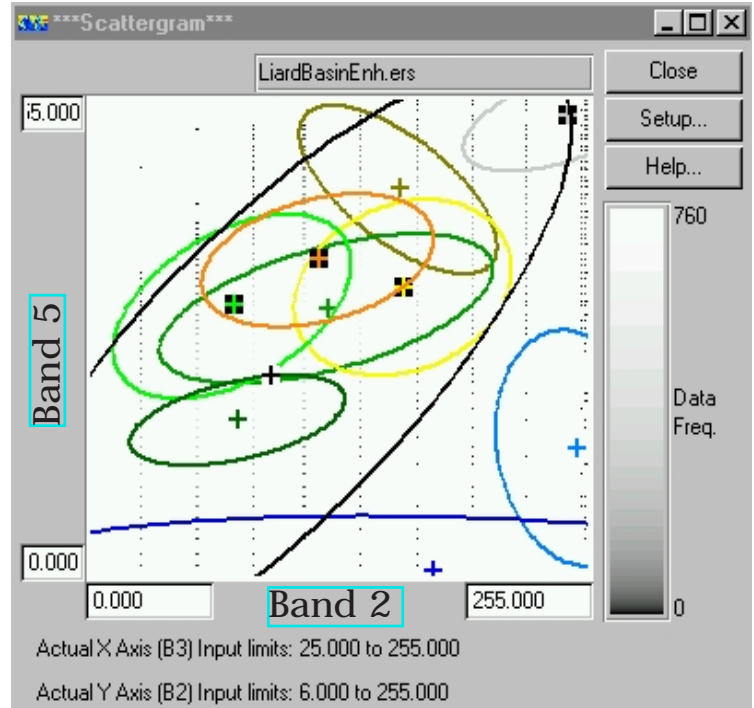 ***Scattergram***
LiardBasinEnh.ers
Close
Setup...
Help...
760
Data
Freq.
0
i5.000
Band 5
0.000
0.000
Band 2
255.000
Actual X Axis (B3) Input limits: 25.000 to 255.000
Actual Y Axis (B2) Input limits: 6.000 to 255.000